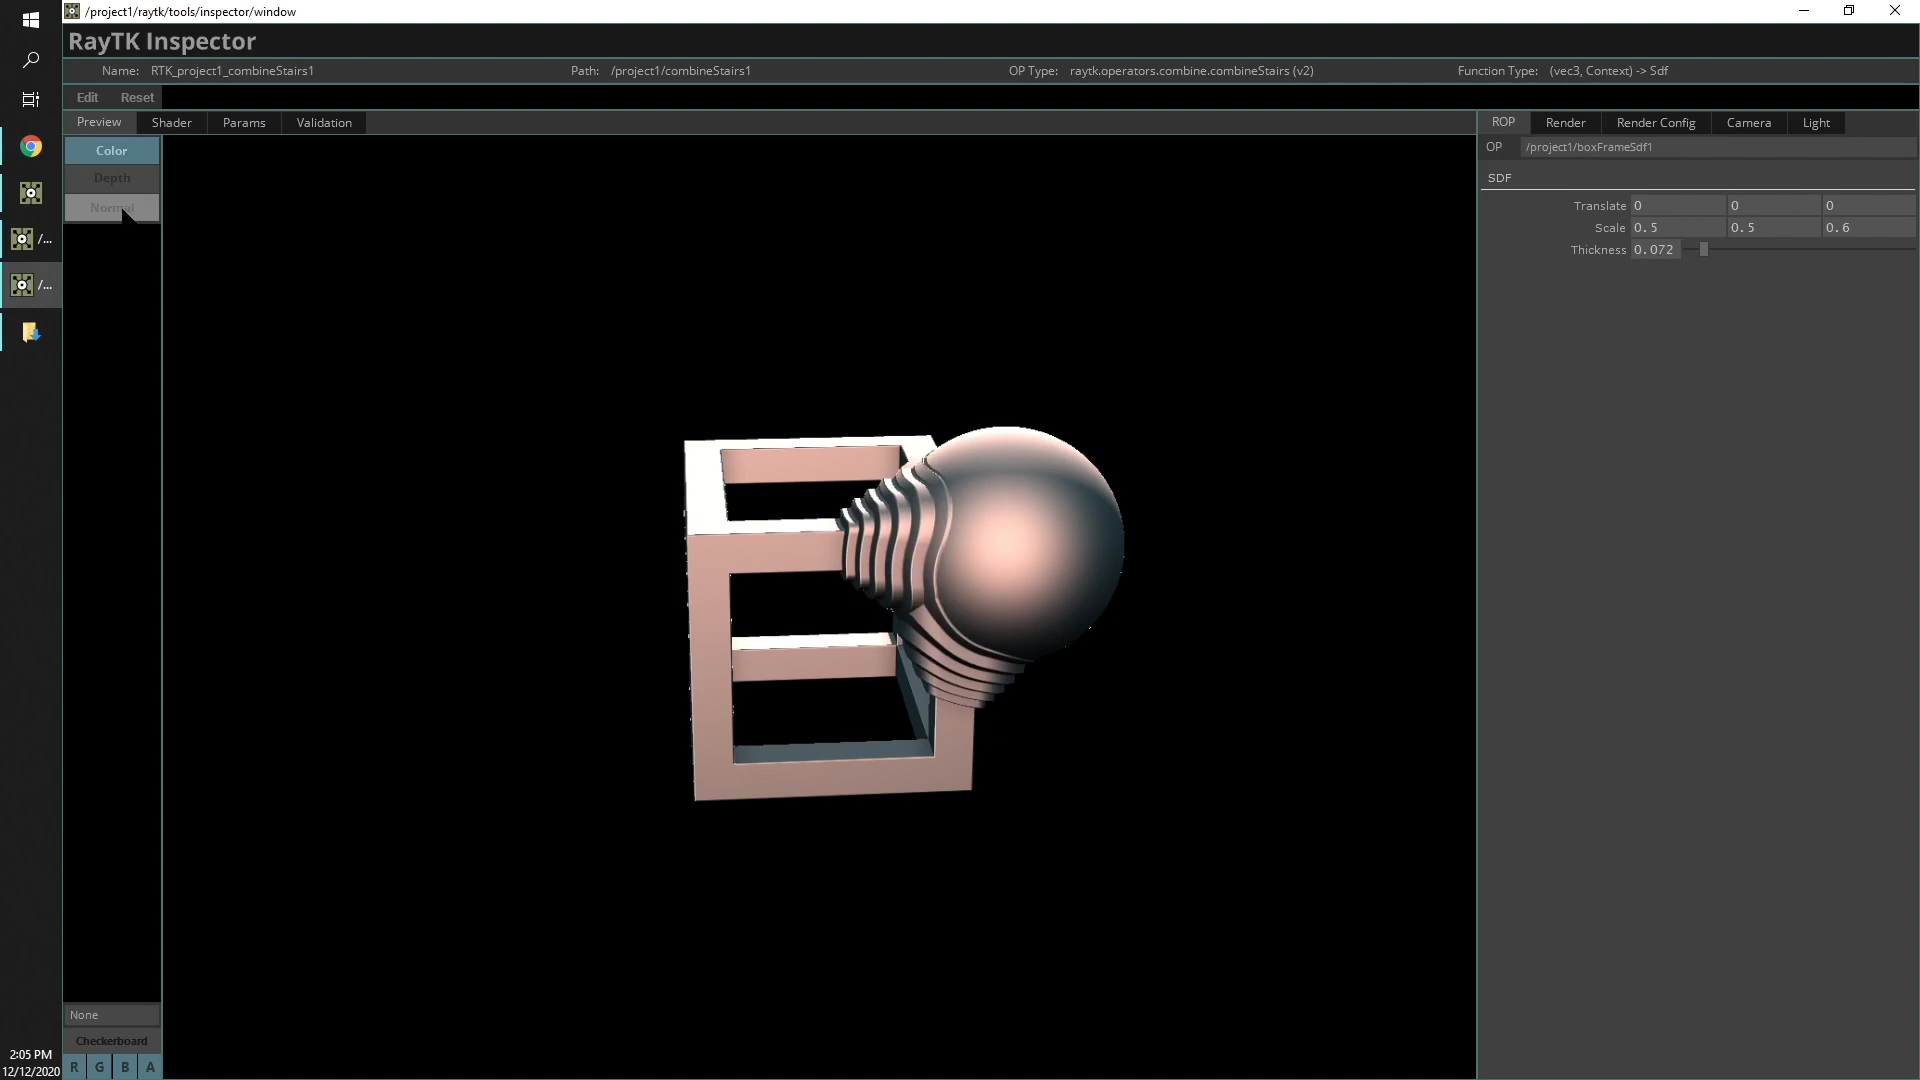 /project1/raytk/tools/inspector/window
RayTK Inspector
Name: RTK_project1_combineStairs1 Path: /project1/combineStairs1 OP Type: raytk.operators.combine.combineStairs (v2) Function Type: (vec3, Context) -> Sdf
Edit Reset
Preview Shader Params Validation ROP Render Render Config Camera Light
Color
OP /project1/boxFrameSdf1
Depth
SDF
Normal
Translate 0 0 0
Scale 0.5 0.5 0.6
Thickness 0.072
/...
/...
None
Checkerboard
R G B A
2:05 PM
12/12/2020